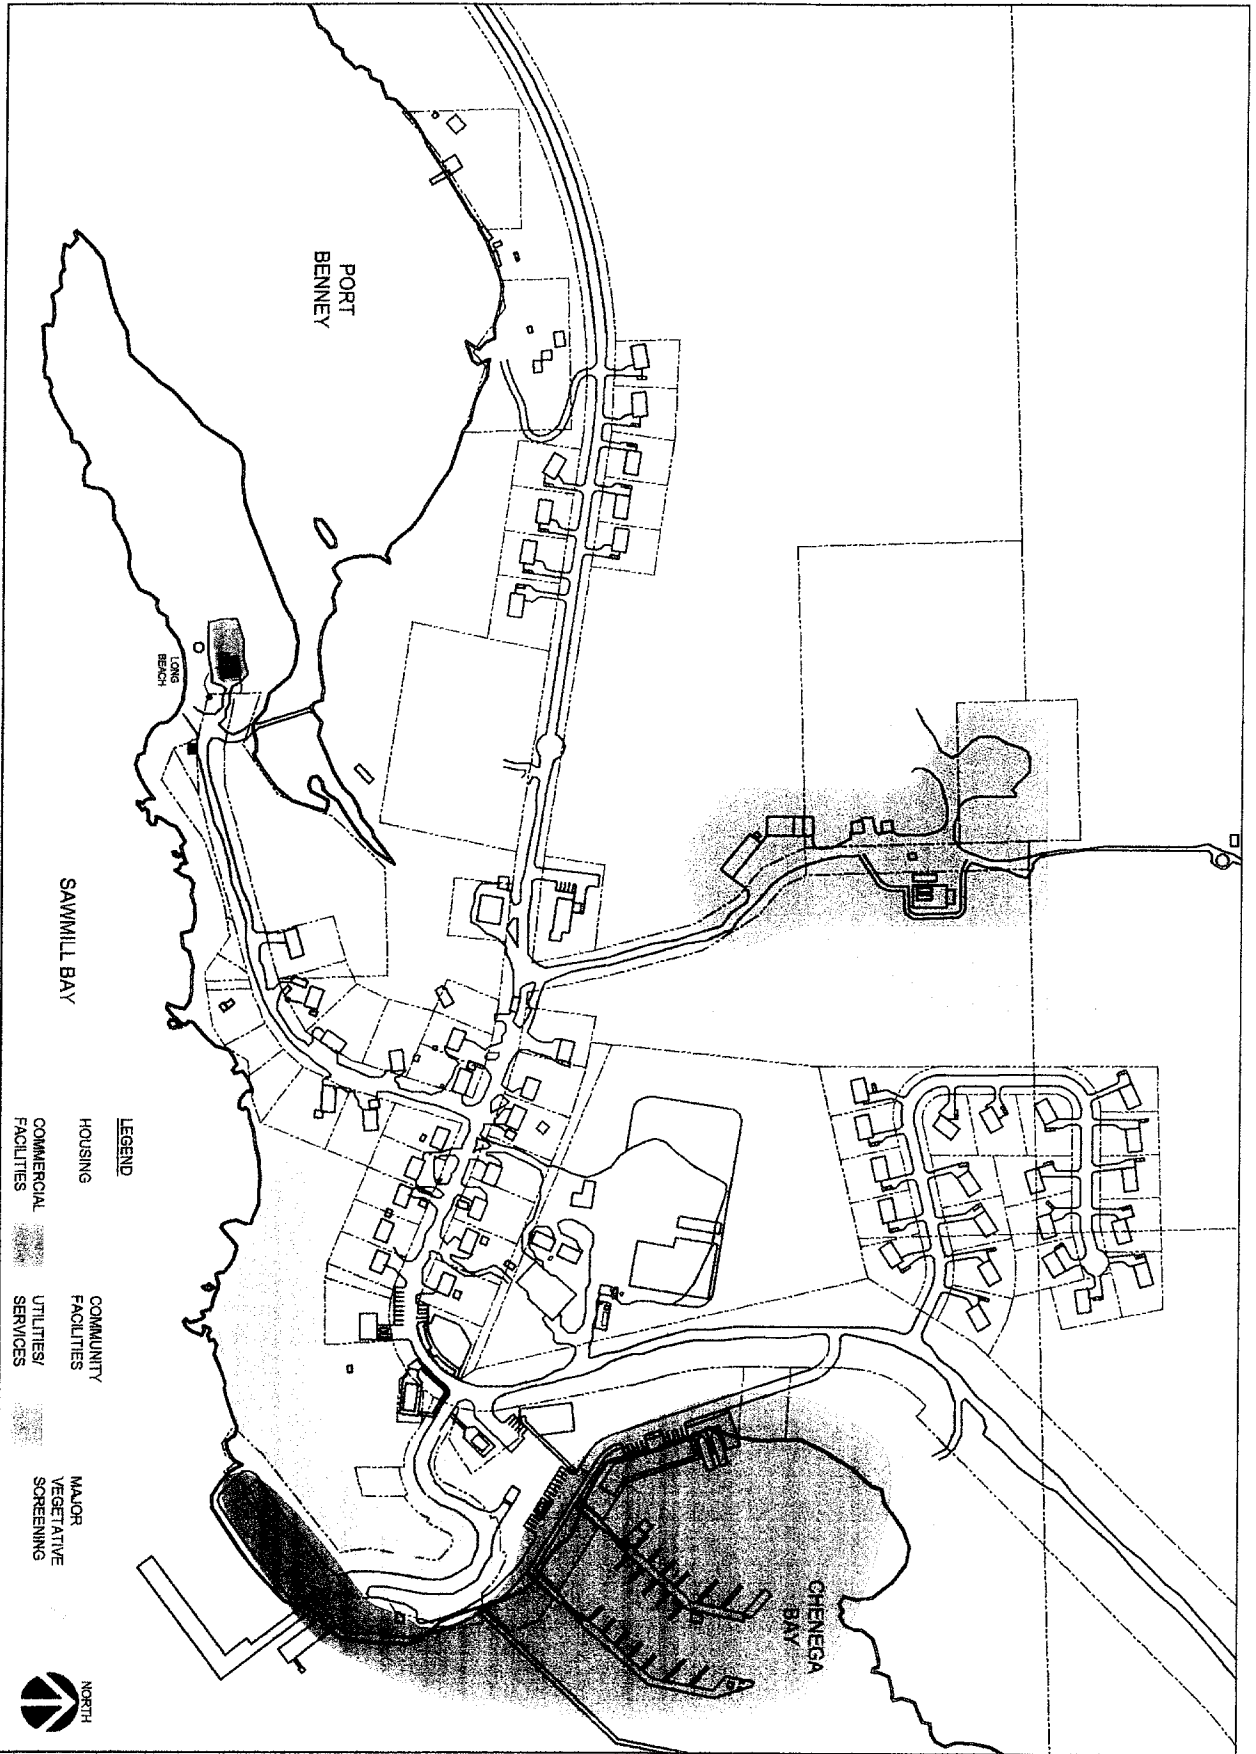 PORT
BENNEY
LONG
BEACH
SAWMILL BAY
CHENEGA
BAY
LEGEND
HOUSING
COMMERCIAL
FACILITIES
COMMUNITY
FACILITIES
UTILITIES/
SERVICES
MAJOR
VEGETATIVE
SCREENING
NORTH